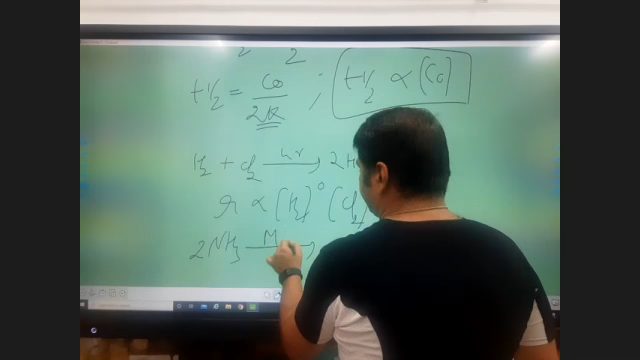 2 2
t1/2 = C0/2k ; t1/2 ∝ (C0)
H2 + Cl2 —hν→ 2H
r ∝ [H2]⁰ (Cl2)
2NH3 —M→